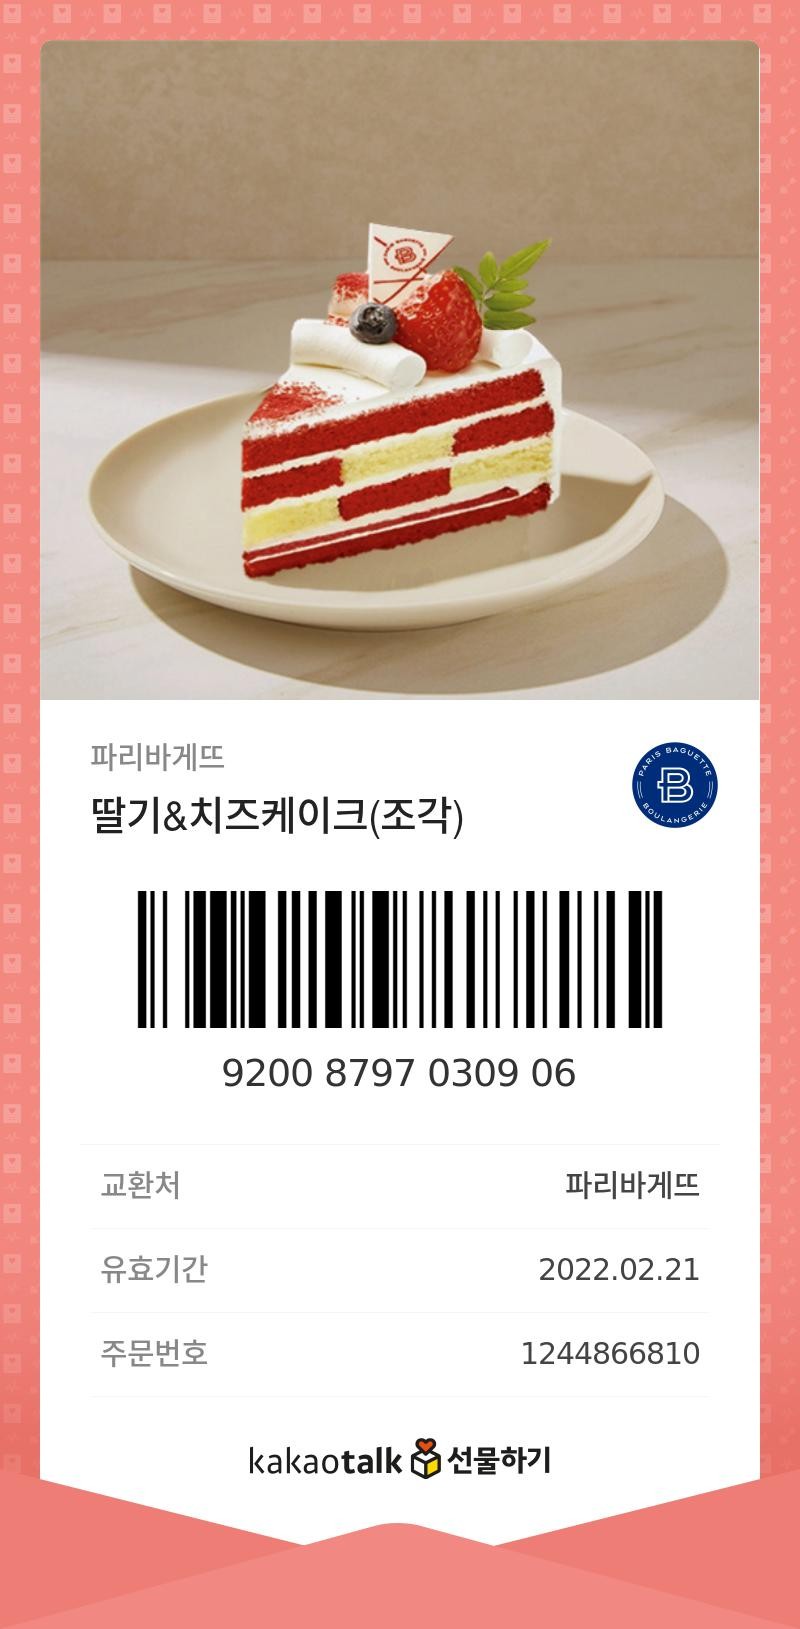 파리바게뜨
딸기&치즈케이크(조각)
PARIS BAGUETTE
B
BOULANGERIE
9200 8797 0309 06
교환처 파리바게뜨
유효기간 2022.02.21
주문번호 1244866810
kakaotalk 선물하기